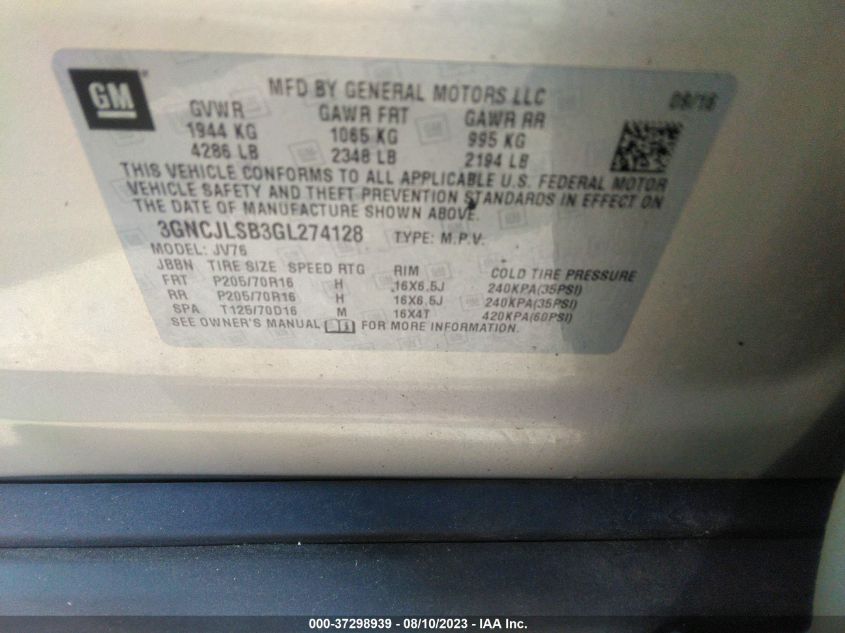 GM
MFD BY GENERAL MOTORS LLC
GVWR GAWR FRT GAWR RR
1944 KG 1065 KG 995 KG
4286 LB 2348 LB 2194 LB
THIS VEHICLE CONFORMS TO ALL APPLICABLE U.S. FEDERAL MOTOR
VEHICLE SAFETY AND THEFT PREVENTION STANDARDS IN EFFECT ON
THE DATE OF MANUFACTURE SHOWN ABOVE.
3GNCJLSB3GL274128 TYPE: M.P.V.
MODEL: JV76
JBBN TIRE SIZE SPEED RTG RIM COLD TIRE PRESSURE
FRT P205/70R16 H 16X6.5J 240KPA(35PSI)
RR P205/70R16 H 16X6.5J 240KPA(35PSI)
SPA T125/70D16 M 16X4T 420KPA(60PSI)
SEE OWNER'S MANUAL FOR MORE INFORMATION.
000-37298939 - 08/10/2023 - IAA Inc.